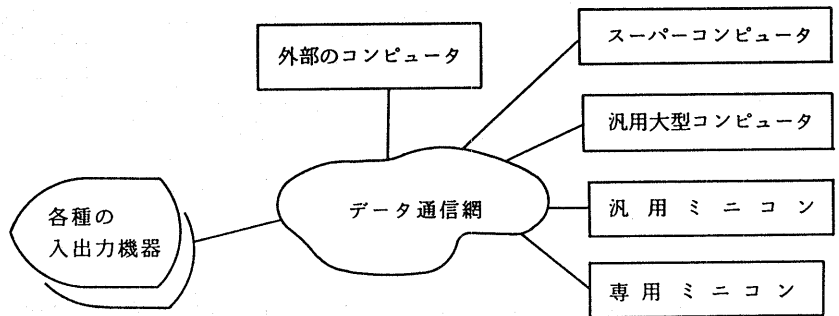 外部のコンピュータ
スーパーコンピュータ
汎用大型コンピュータ
各種の
入出力機器
データ通信網
汎用ミニコン
専用ミニコン